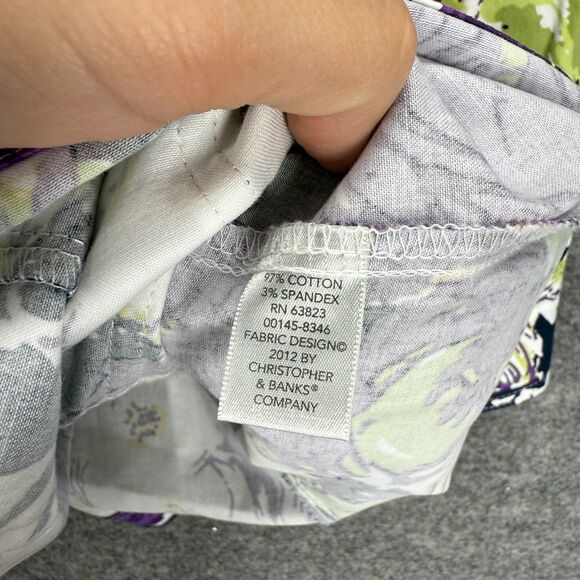 97% COTTON
3% SPANDEX
RN 63823
00145-8346
FABRIC DESIGN©
2012 BY
CHRISTOPHER
& BANKS®
COMPANY